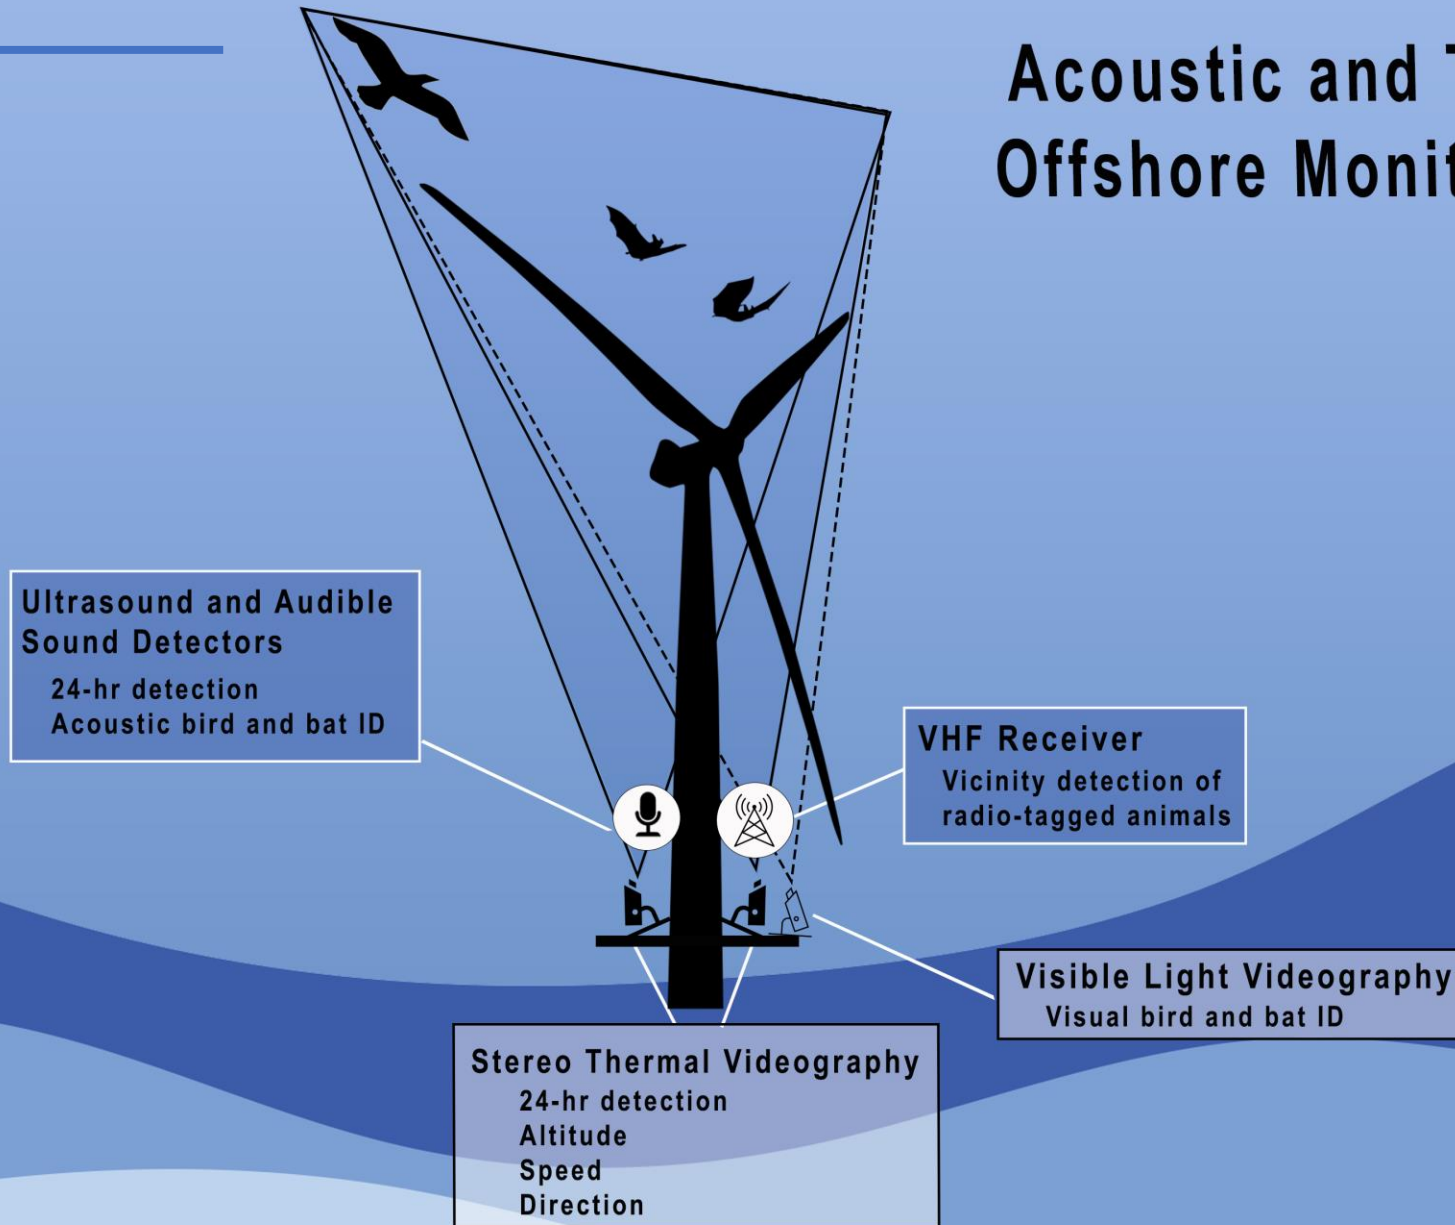 Acoustic and
Offshore
Ultrasound and Audible
Sound Detectors
24-hr detection
Acoustic bird and bat ID
VHF Receiver
Vicinity detection of
radio-tagged animals
Visible Light Videography
Visual bird and bat ID
Stereo Thermal Videography
24-hr detection
Altitude
Speed
Direction